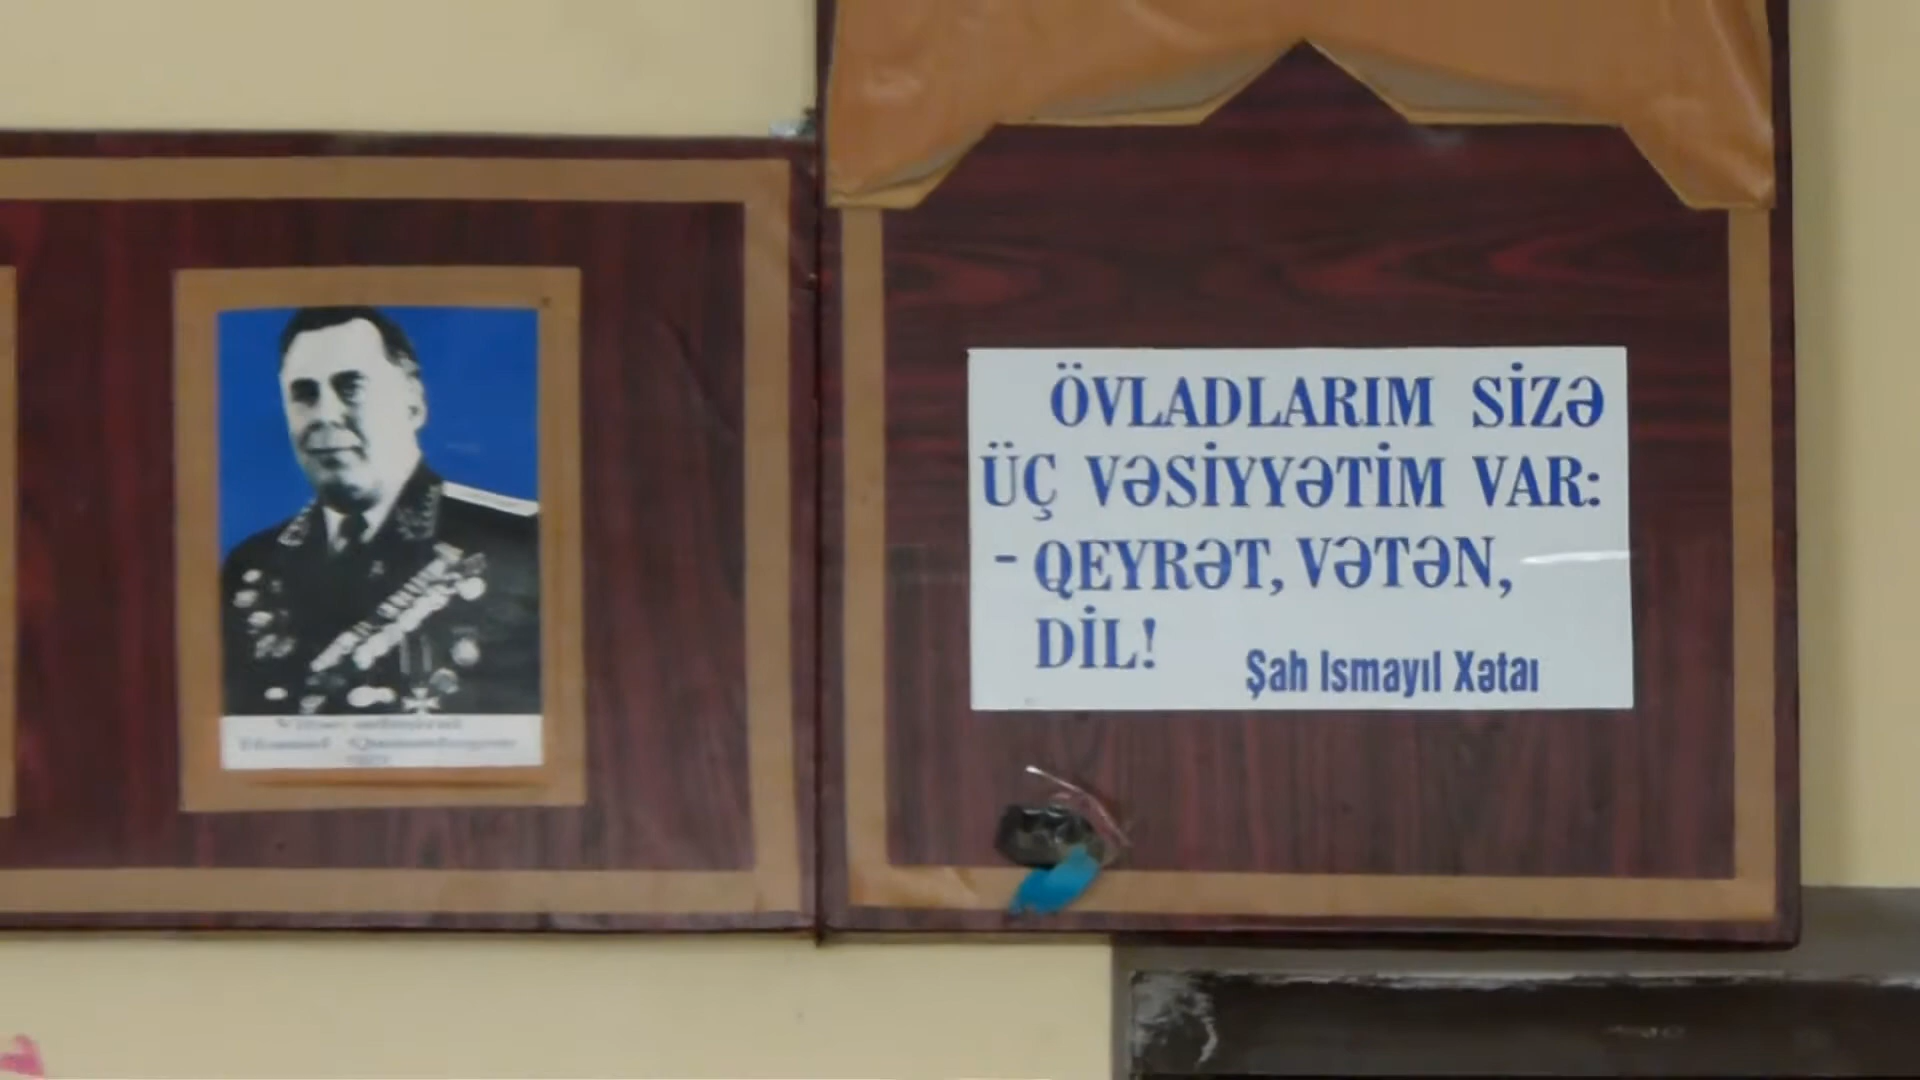 ÖVLADLARIM SİZƏ
ÜÇ VƏSİYYƏTİM VAR:
- QEYRƏT, VƏTƏN,
DİL!
Şah Ismayıl Xətaı